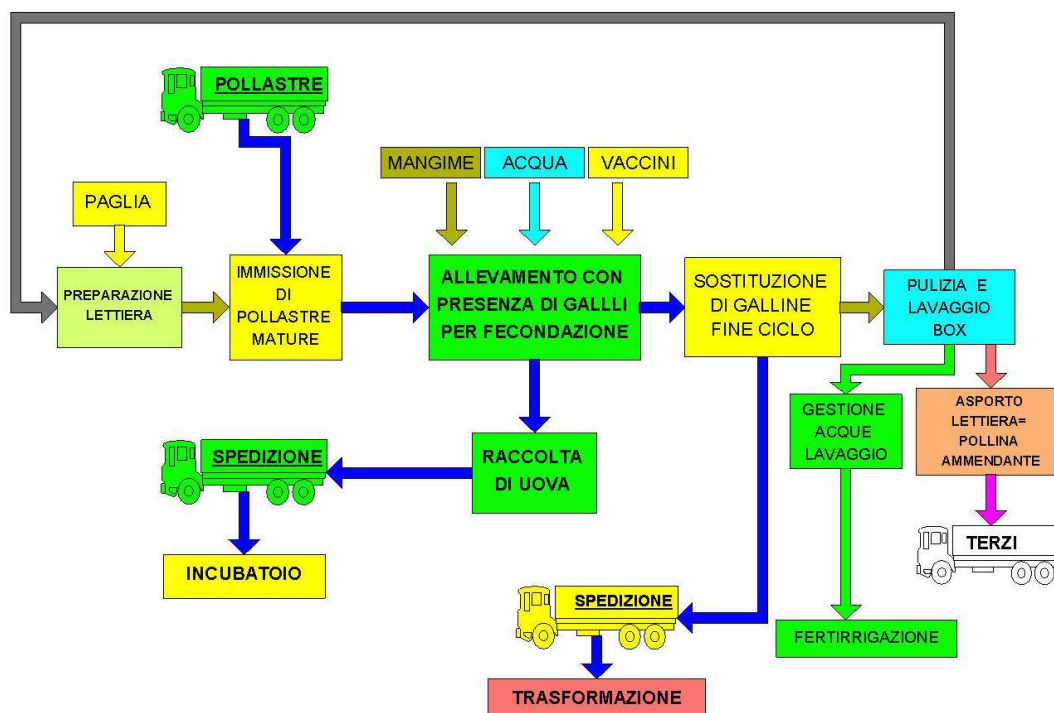 POLLASTRE
MANGIME
ACQUA
VACCINI
PAGLIA
PREPARAZIONE
LETTIERA
IMMISSIONE
DI
POLLASTRE
MATURE
ALLEVAMENTO CON
PRESENZA DI GALLLI
PER FECONDAZIONE
SOSTITUZIONE
DI GALLINE
FINE CICLO
PULIZIA E
LAVAGGIO
BOX
GESTIONE
ACQUE
LAVAGGIO
ASPORTO
LETTIERA=
POLLINA
AMMENDANTE
SPEDIZIONE
RACCOLTA
DI UOVA
TERZI
INCUBATOIO
SPEDIZIONE
FERTIRRIGAZIONE
TRASFORMAZIONE